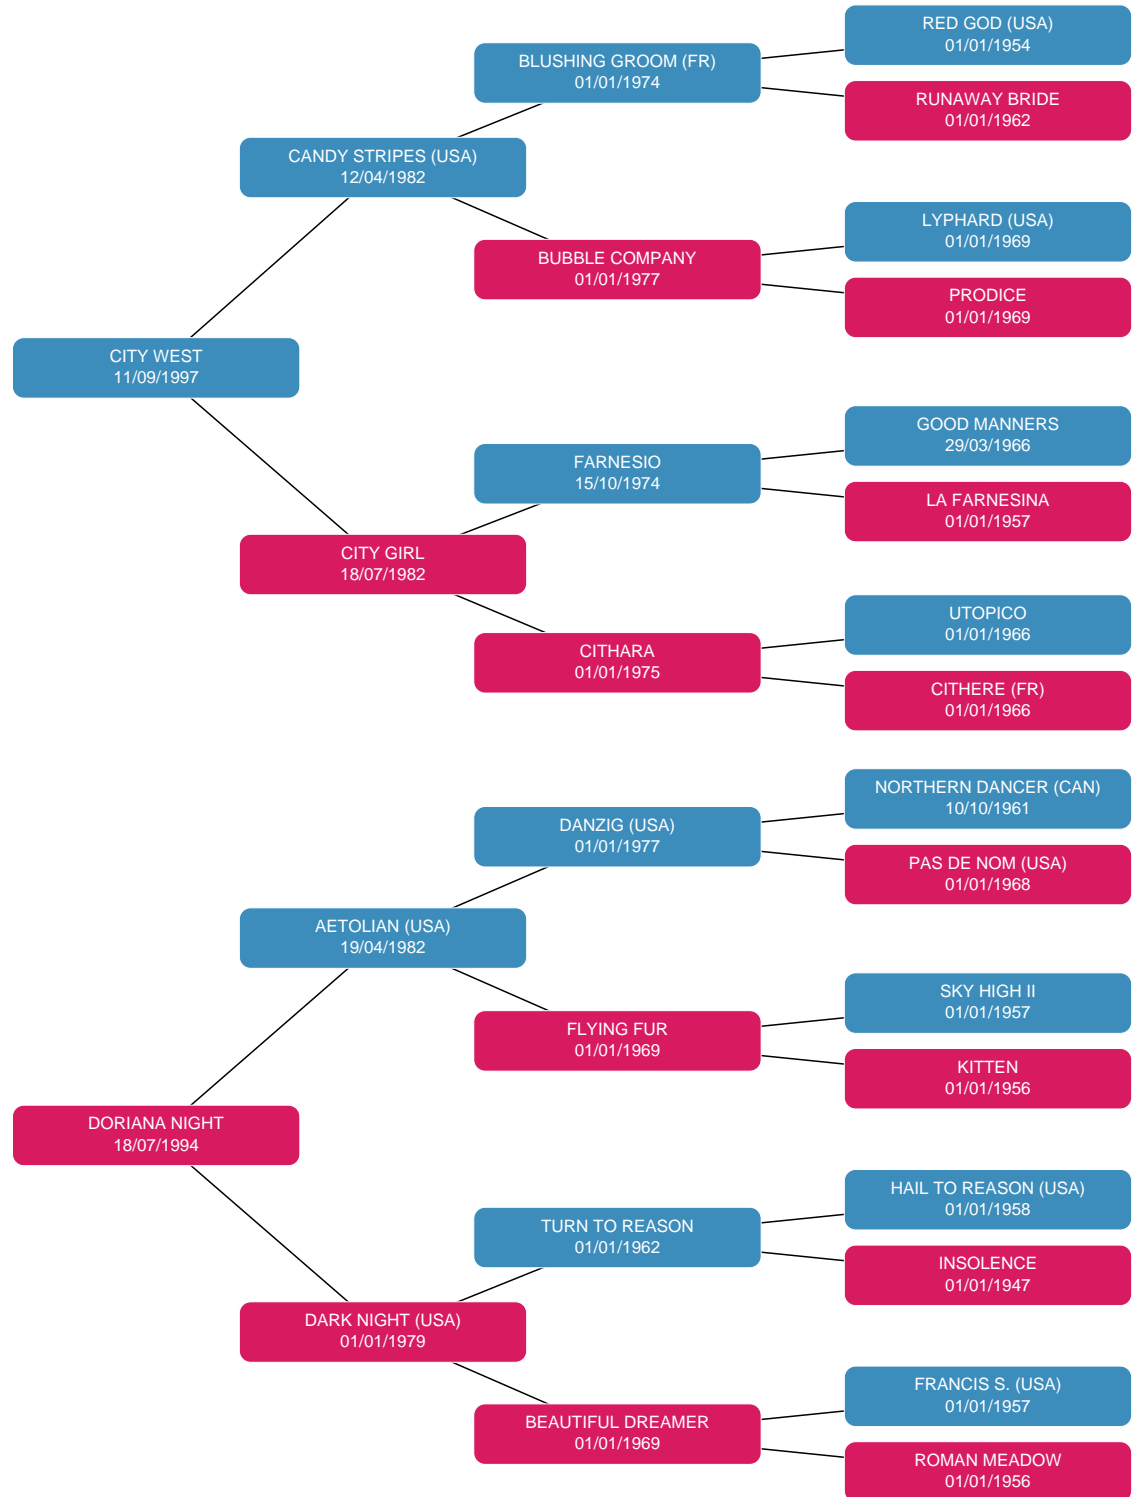 RED GOD (USA)
01/01/1954
BLUSHING GROOM (FR)
01/01/1974
RUNAWAY BRIDE
01/01/1962
CANDY STRIPES (USA)
12/04/1982
LYPHARD (USA)
01/01/1969
BUBBLE COMPANY
01/01/1977
PRODICE
01/01/1969
CITY WEST
11/09/1997
GOOD MANNERS
29/03/1966
FARNESIO
15/10/1974
LA FARNESINA
01/01/1957
CITY GIRL
18/07/1982
UTOPICO
01/01/1966
CITHARA
01/01/1975
CITHERE (FR)
01/01/1966
NORTHERN DANCER (CAN)
10/10/1961
DANZIG (USA)
01/01/1977
PAS DE NOM (USA)
01/01/1968
AETOLIAN (USA)
19/04/1982
SKY HIGH II
01/01/1957
FLYING FUR
01/01/1969
KITTEN
01/01/1956
DORIANA NIGHT
18/07/1994
HAIL TO REASON (USA)
01/01/1958
TURN TO REASON
01/01/1962
INSOLENCE
01/01/1947
DARK NIGHT (USA)
01/01/1979
FRANCIS S. (USA)
01/01/1957
BEAUTIFUL DREAMER
01/01/1969
ROMAN MEADOW
01/01/1956